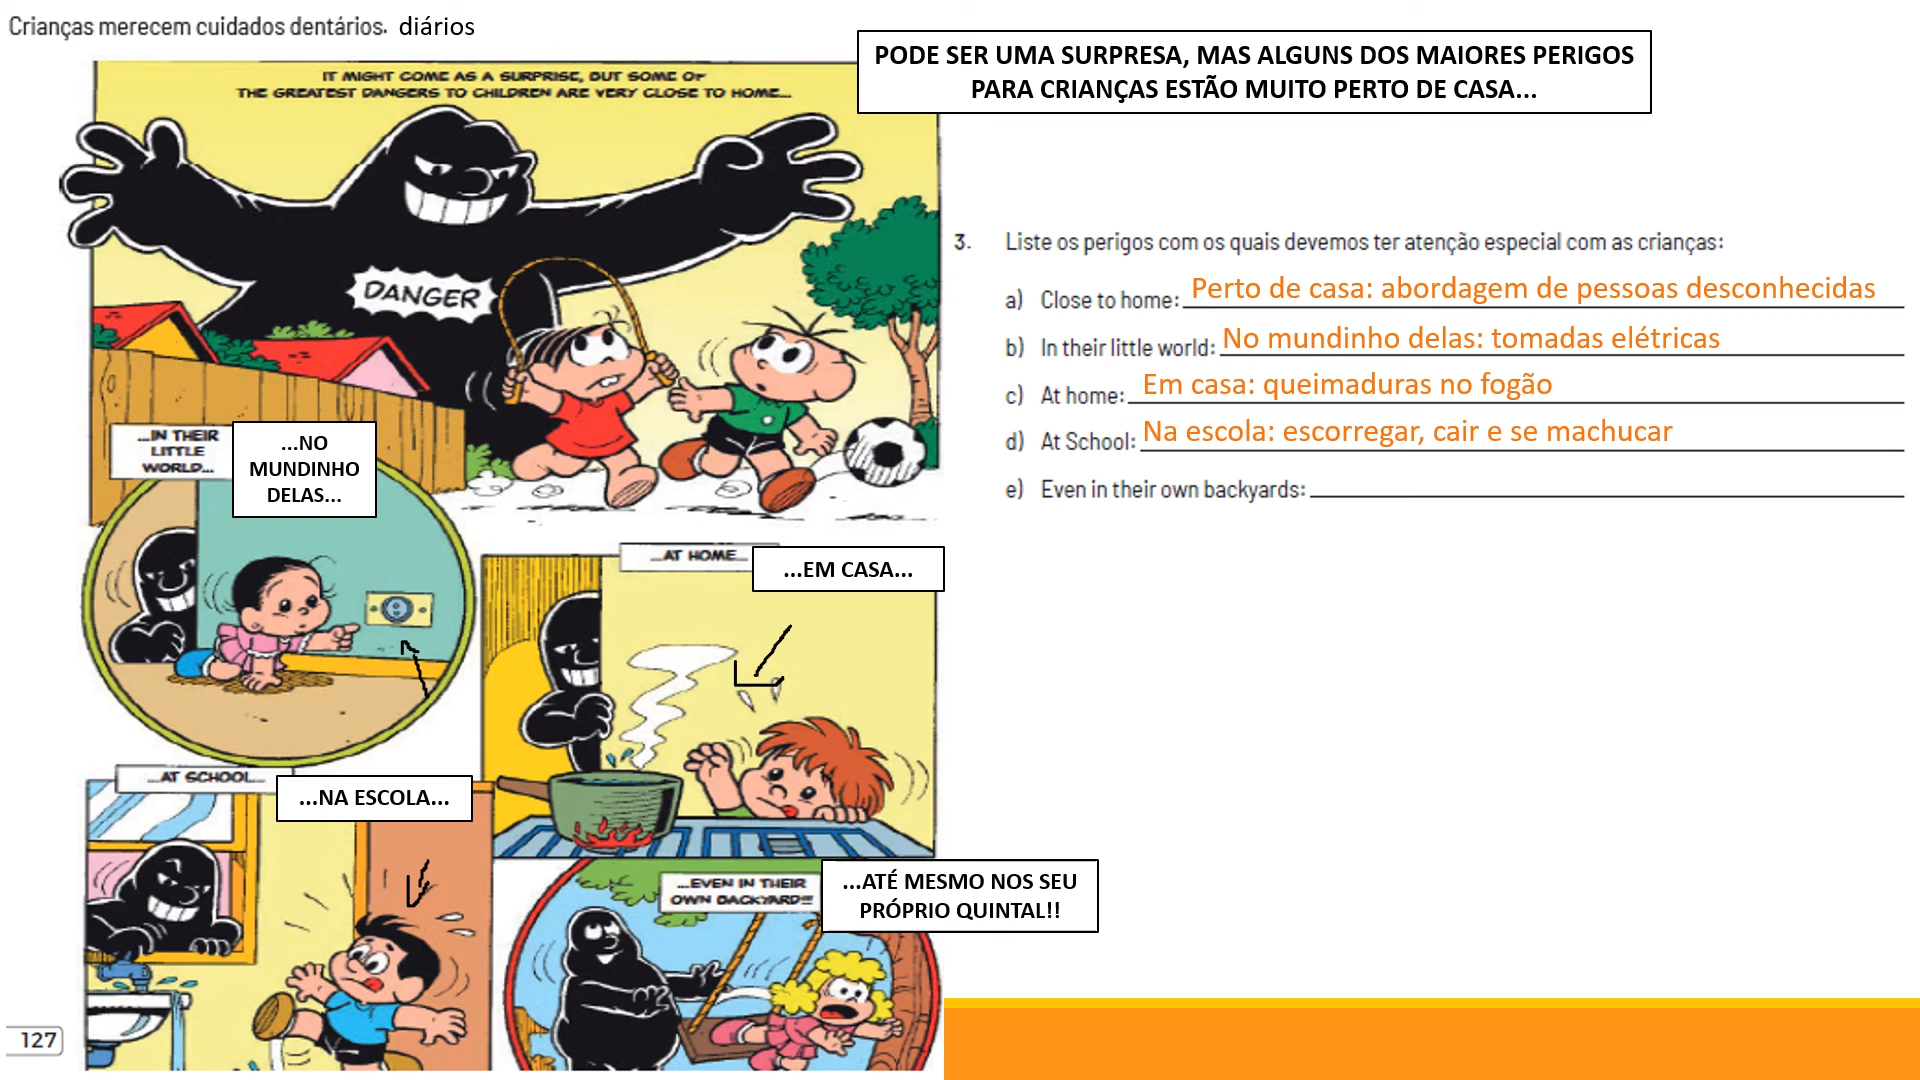 Crianças merecem cuidados dentários. diários
IT MIGHT COME AS A SURPRISE, BUT SOME OF
THE GREATEST DANGERS TO CHILDREN ARE VERY CLOSE TO HOME...
PODE SER UMA SURPRESA, MAS ALGUNS DOS MAIORES PERIGOS
PARA CRIANÇAS ESTÃO MUITO PERTO DE CASA...
DANGER
3. Liste os perigos com os quais devemos ter atenção especial com as crianças:
a) Close to home: Perto de casa: abordagem de pessoas desconhecidas
b) In their little world: No mundinho delas: tomadas elétricas
c) At home: Em casa: queimaduras no fogão
d) At School: Na escola: escorregar, cair e se machucar
e) Even in their own backyards:
...IN THEIR
LITTLE
WORLD...
...NO
MUNDINHO
DELAS...
...AT HOME...
...EM CASA...
...AT SCHOOL...
...NA ESCOLA...
...EVEN IN THEIR
OWN BACKYARD!!!
...ATÉ MESMO NOS SEU
PRÓPRIO QUINTAL!!
127